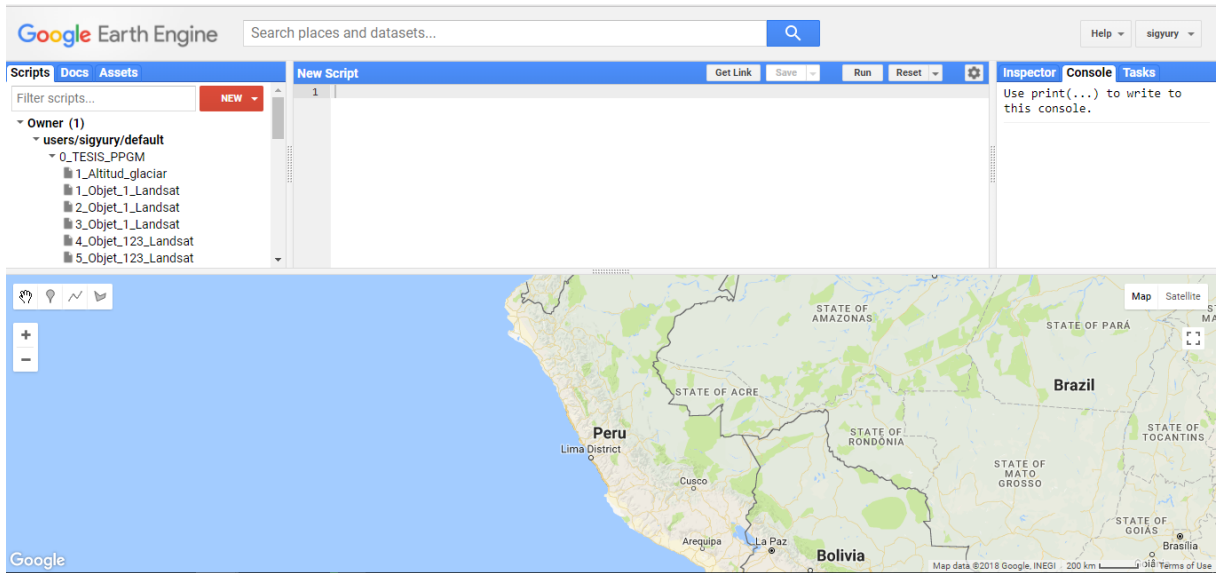 Google Earth Engine
Search places and datasets...
Help
sigyury
Scripts Docs Assets
Filter scripts...
NEW
Owner (1)
users/sigyury/default
0_TESIS_PPGM
1_Altitud_glaciar
1_Objet_1_Landsat
2_Objet_1_Landsat
3_Objet_1_Landsat
4_Objet_123_Landsat
5_Objet_123_Landsat
New Script
Get Link
Save
Run
Reset
1
Inspector Console Tasks
Use print(...) to write to
this console.
Map Satellite
STATE OF
AMAZONAS
STATE OF PARÁ
STATE OF ACRE
Brazil
Peru
Lima District
STATE OF
RONDÔNIA
STATE OF
TOCANTINS
STATE OF
MATO
GROSSO
Cusco
STATE OF
GOIÁS
Brasília
Arequipa
La Paz
Bolivia
Google
Map data ©2018 Google, INEGI
200 km
Terms of Use